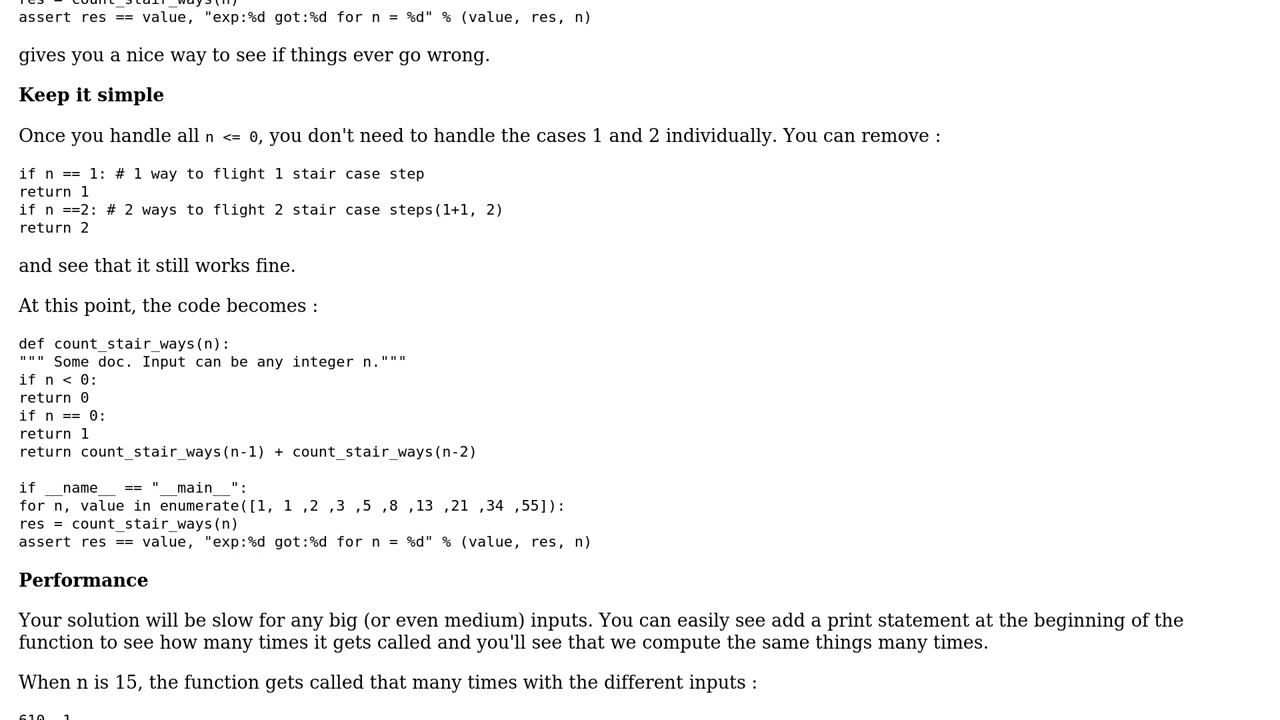 res = count_stair_ways(n)
assert res == value, "exp:%d got:%d for n = %d" % (value, res, n)
gives you a nice way to see if things ever go wrong.
Keep it simple
Once you handle all n <= 0, you don't need to handle the cases 1 and 2 individually. You can remove :
if n == 1: # 1 way to flight 1 stair case step
return 1
if n ==2: # 2 ways to flight 2 stair case steps(1+1, 2)
return 2
and see that it still works fine.
At this point, the code becomes :
def count_stair_ways(n):
""" Some doc. Input can be any integer n."""
if n < 0:
return 0
if n == 0:
return 1
return count_stair_ways(n-1) + count_stair_ways(n-2)
if __name__ == "__main__":
for n, value in enumerate([1, 1 ,2 ,3 ,5 ,8 ,13 ,21 ,34 ,55]):
res = count_stair_ways(n)
assert res == value, "exp:%d got:%d for n = %d" % (value, res, n)
Performance
Your solution will be slow for any big (or even medium) inputs. You can easily see add a print statement at the beginning of the
function to see how many times it gets called and you'll see that we compute the same things many times.
When n is 15, the function gets called that many times with the different inputs :